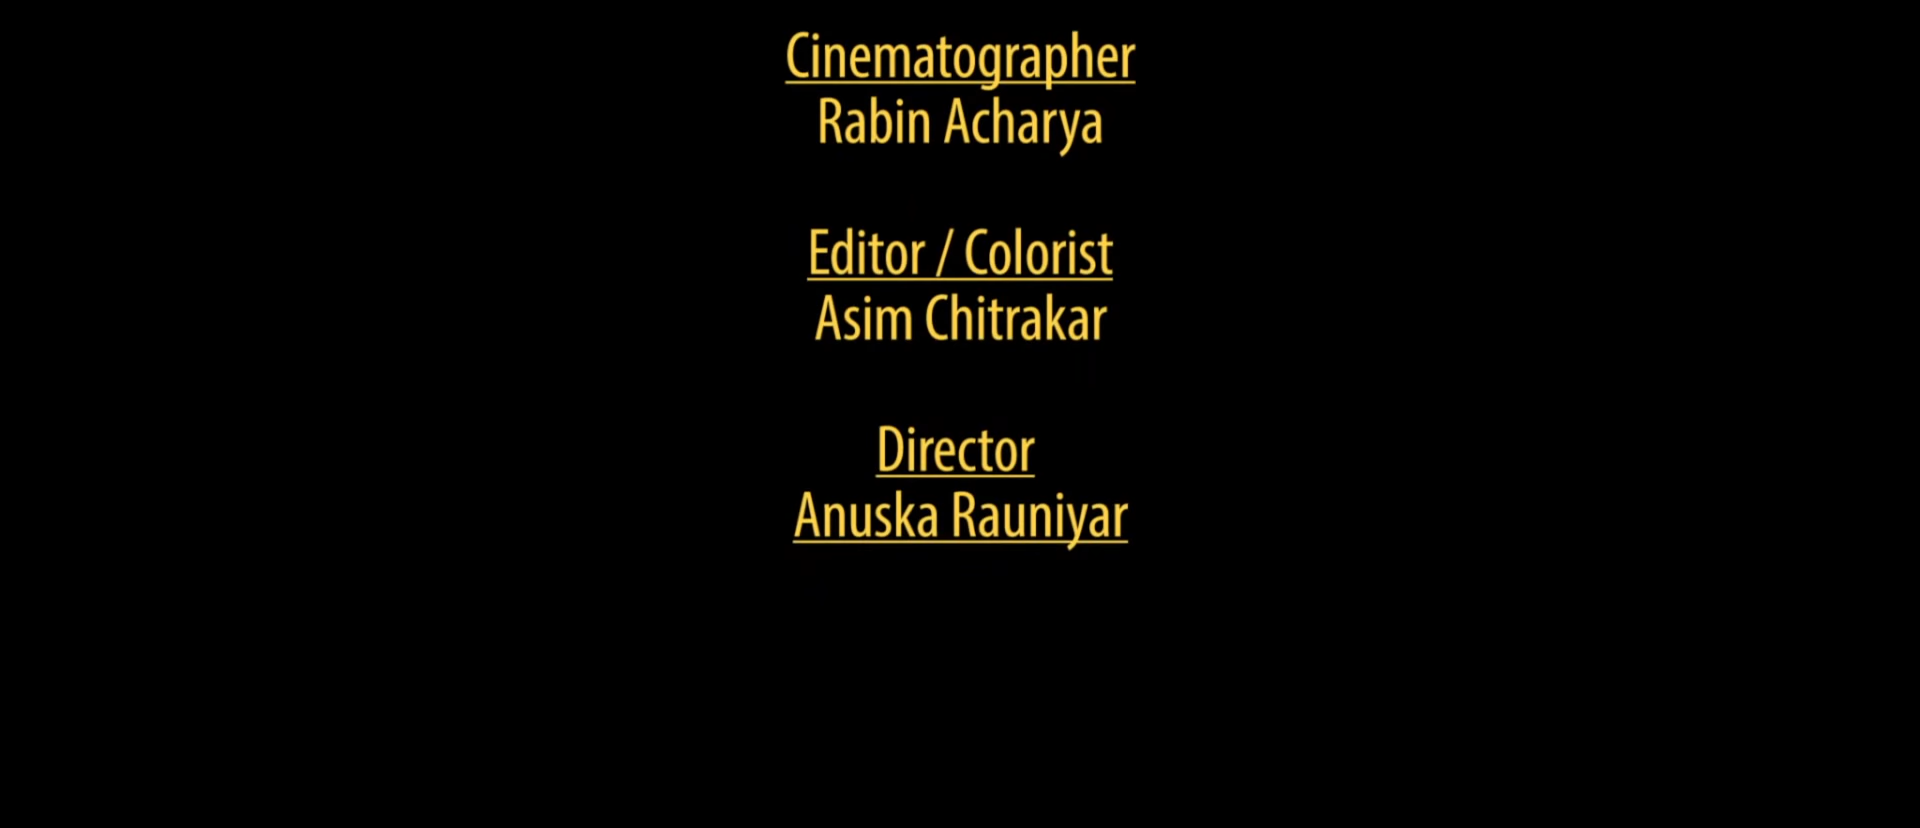 Cinematographer
Rabin Acharya
Editor / Colorist
Asim Chitrakar
Director
Anuska Rauniyar